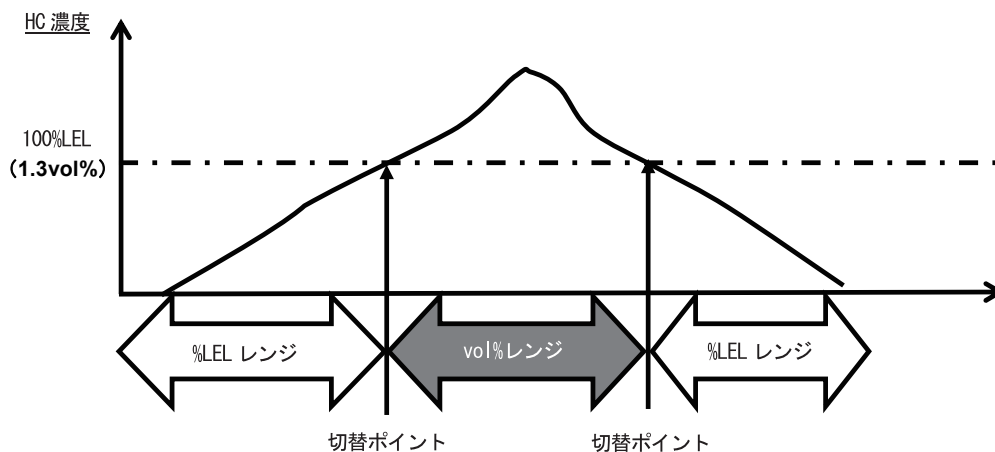 HC 濃度
100%LEL
(1.3vol%)
%LEL レンジ
vol%レンジ
%LEL レンジ
切替ポイント
切替ポイント